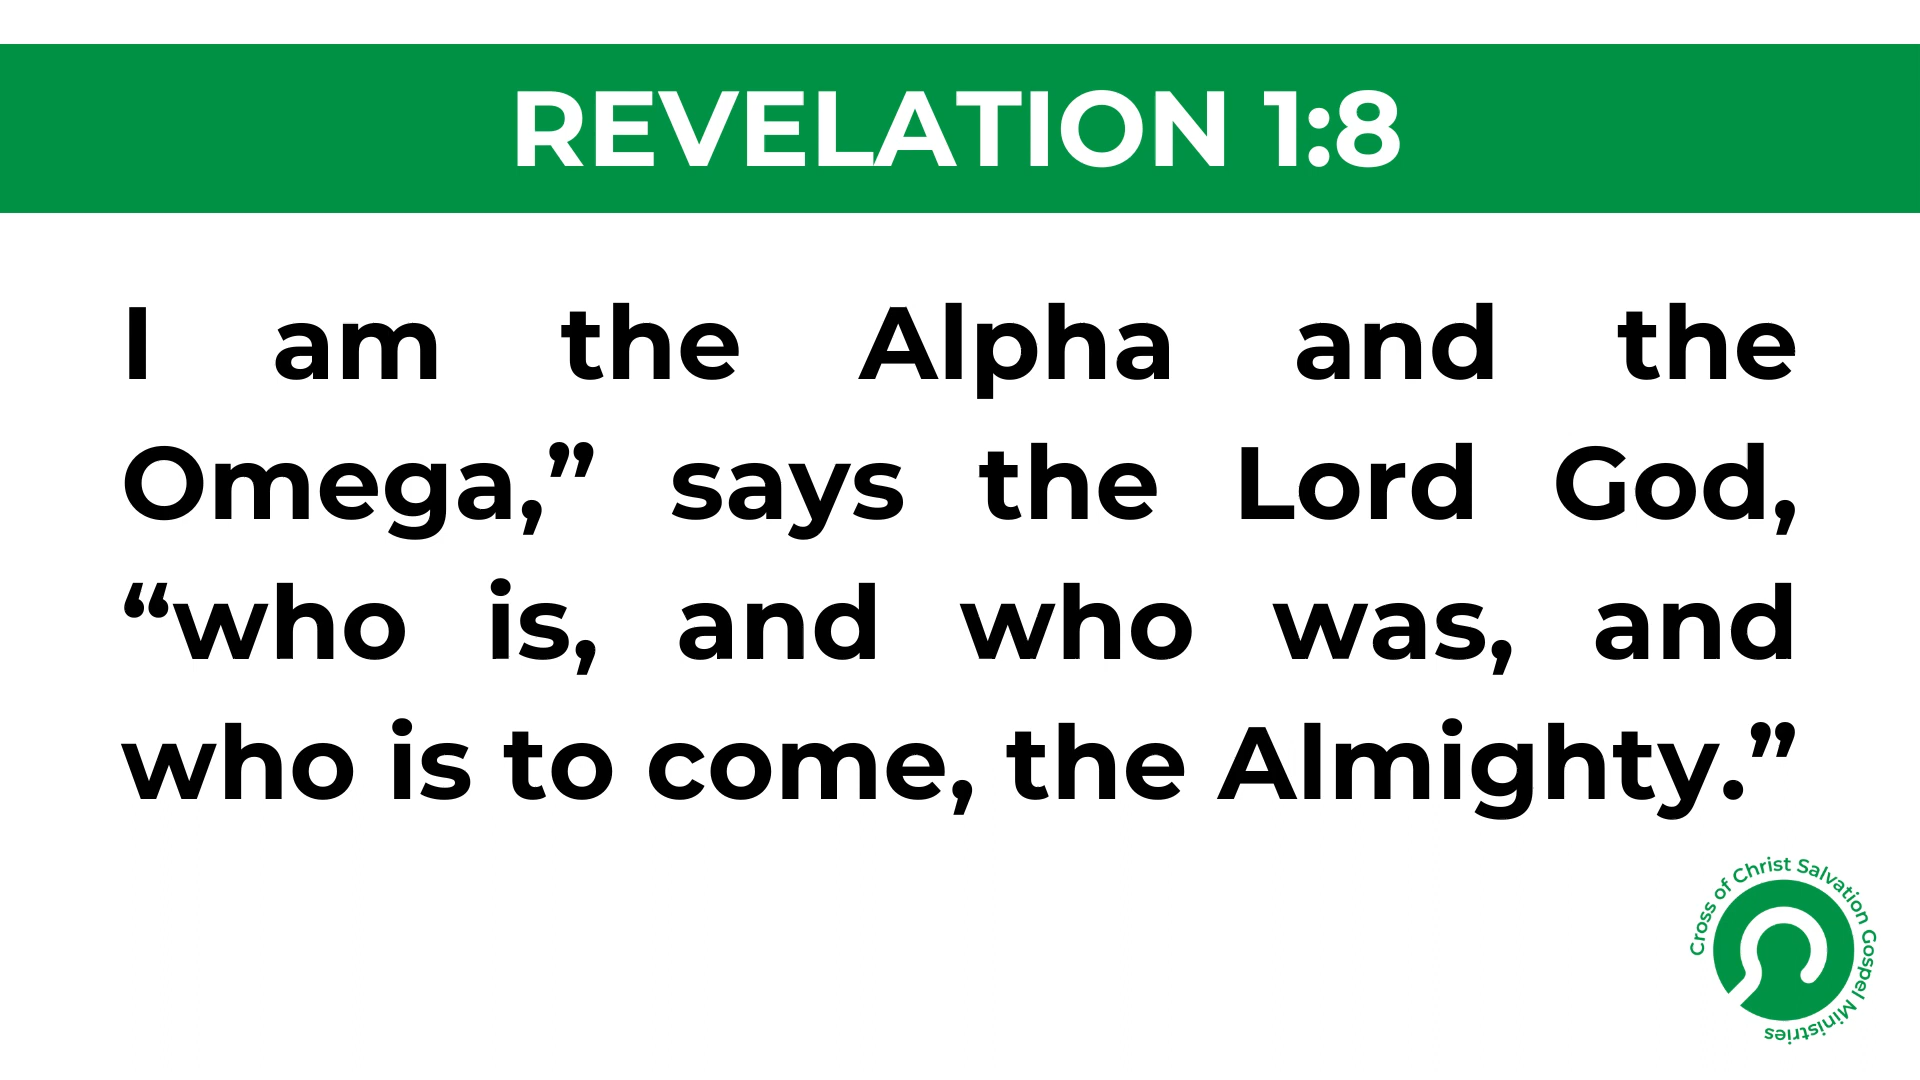 REVELATION 1:8
I am the Alpha and the
Omega,” says the Lord God,
“who is, and who was, and
who is to come, the Almighty.”
Cross of Christ Salvation Gospel Ministries